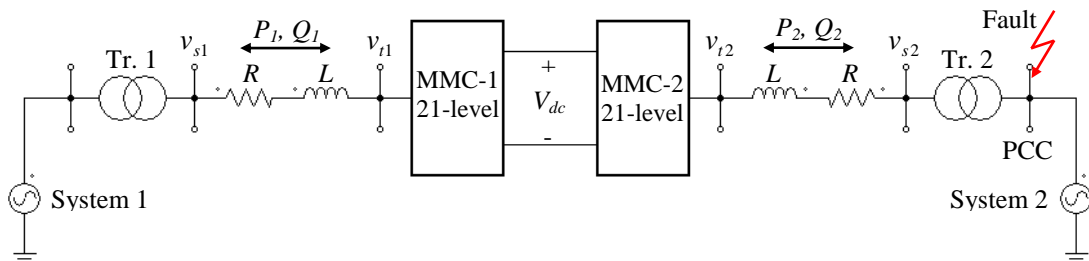 Fault
P1, Q1
P2, Q2
vs1
vt1
vt2
vs2
Tr. 1
Tr. 2
R
L
L
R
MMC-1
21-level
+
Vdc
-
MMC-2
21-level
PCC
System 1
System 2